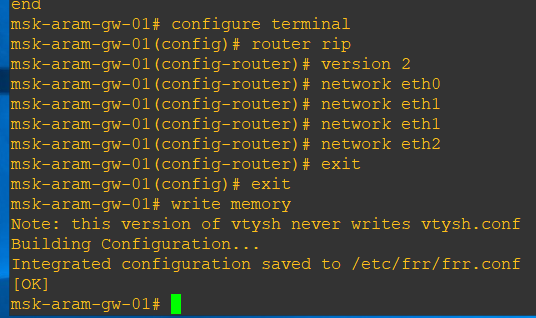 end
msk-aram-gw-01# configure terminal
msk-aram-gw-01(config)# router rip
msk-aram-gw-01(config-router)# version 2
msk-aram-gw-01(config-router)# network eth0
msk-aram-gw-01(config-router)# network eth1
msk-aram-gw-01(config-router)# network eth1
msk-aram-gw-01(config-router)# network eth2
msk-aram-gw-01(config-router)# exit
msk-aram-gw-01(config)# exit
msk-aram-gw-01# write memory
Note: this version of vtysh never writes vtysh.conf
Building Configuration...
Integrated configuration saved to /etc/frr/frr.conf
[OK]
msk-aram-gw-01#